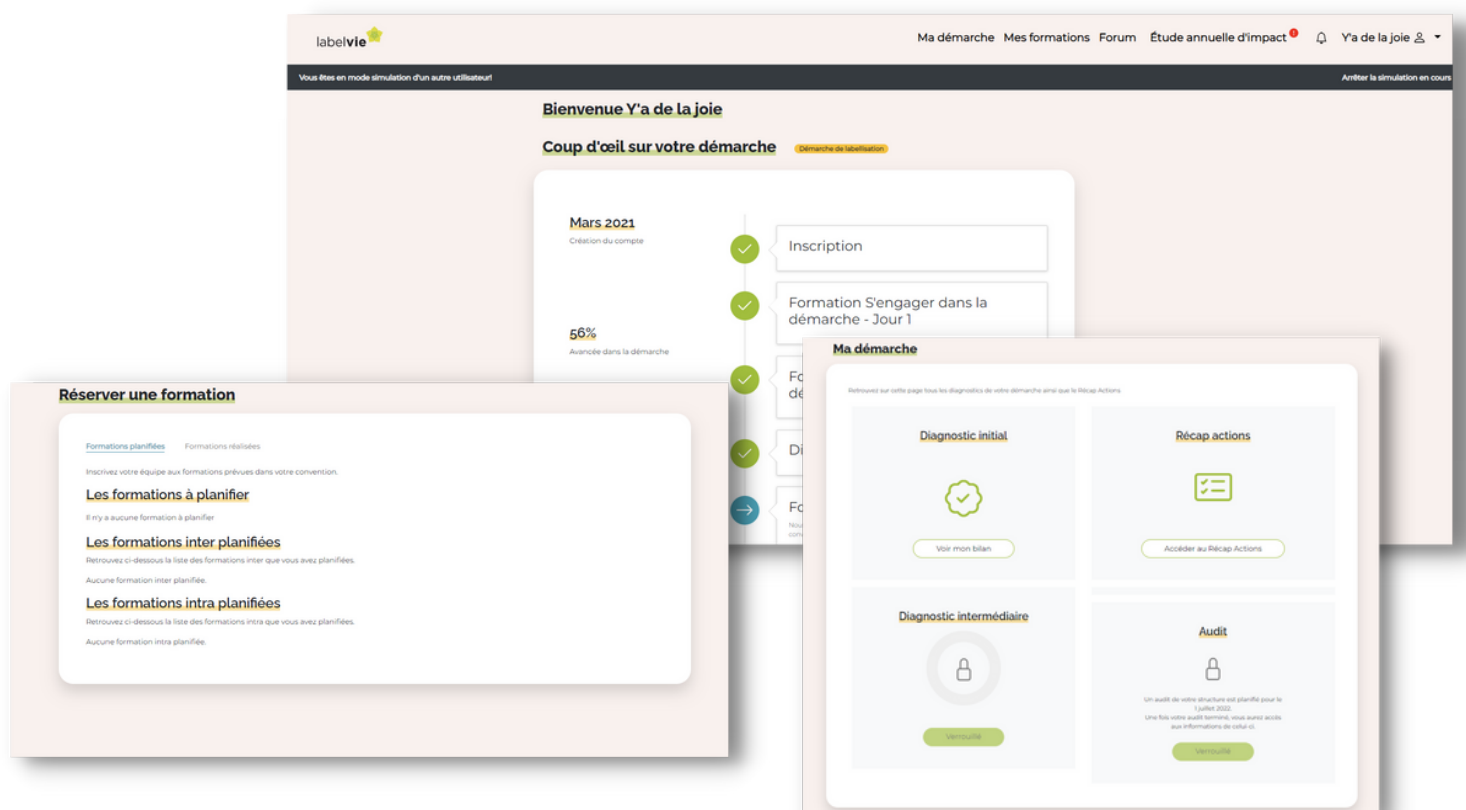 labelvie
Ma démarche Mes formations Forum Étude annuelle d'impact ! Y'a de la joie
Vous êtes en mode simulation d'un autre utilisateur!
Arrêter la simulation en cours
Bienvenue Y'a de la joie
Coup d'œil sur votre démarche
Démarche de labellisation
Mars 2021
Création du compte
Inscription
Formation S'engager dans la
démarche - Jour 1
56%
Avancée dans la démarche
Fo
dé
Di
Fo
Réserver une formation
Formations planifiées Formations réalisées
Inscrivez votre équipe aux formations prévues dans votre convention.
Les formations à planifier
Il n'y a aucune formation à planifier
Les formations inter planifiées
Retrouvez ci-dessous la liste des formations inter que vous avez planifiées.
Aucune formation inter planifiée.
Les formations intra planifiées
Retrouvez ci-dessous la liste des formations intra que vous avez planifiées.
Aucune formation intra planifiée.
Ma démarche
Retrouvez sur cette page tous les diagnostics de votre démarche ainsi que le Récap Actions
Diagnostic initial
Voir mon bilan
Récap actions
Accéder au Récap Actions
Diagnostic intermédiaire
Verrouillé
Audit
Un audit de votre structure est planifié pour le
1 juillet 2022.
Une fois votre audit terminé, vous aurez accès
aux informations de celui-ci.
Verrouillé